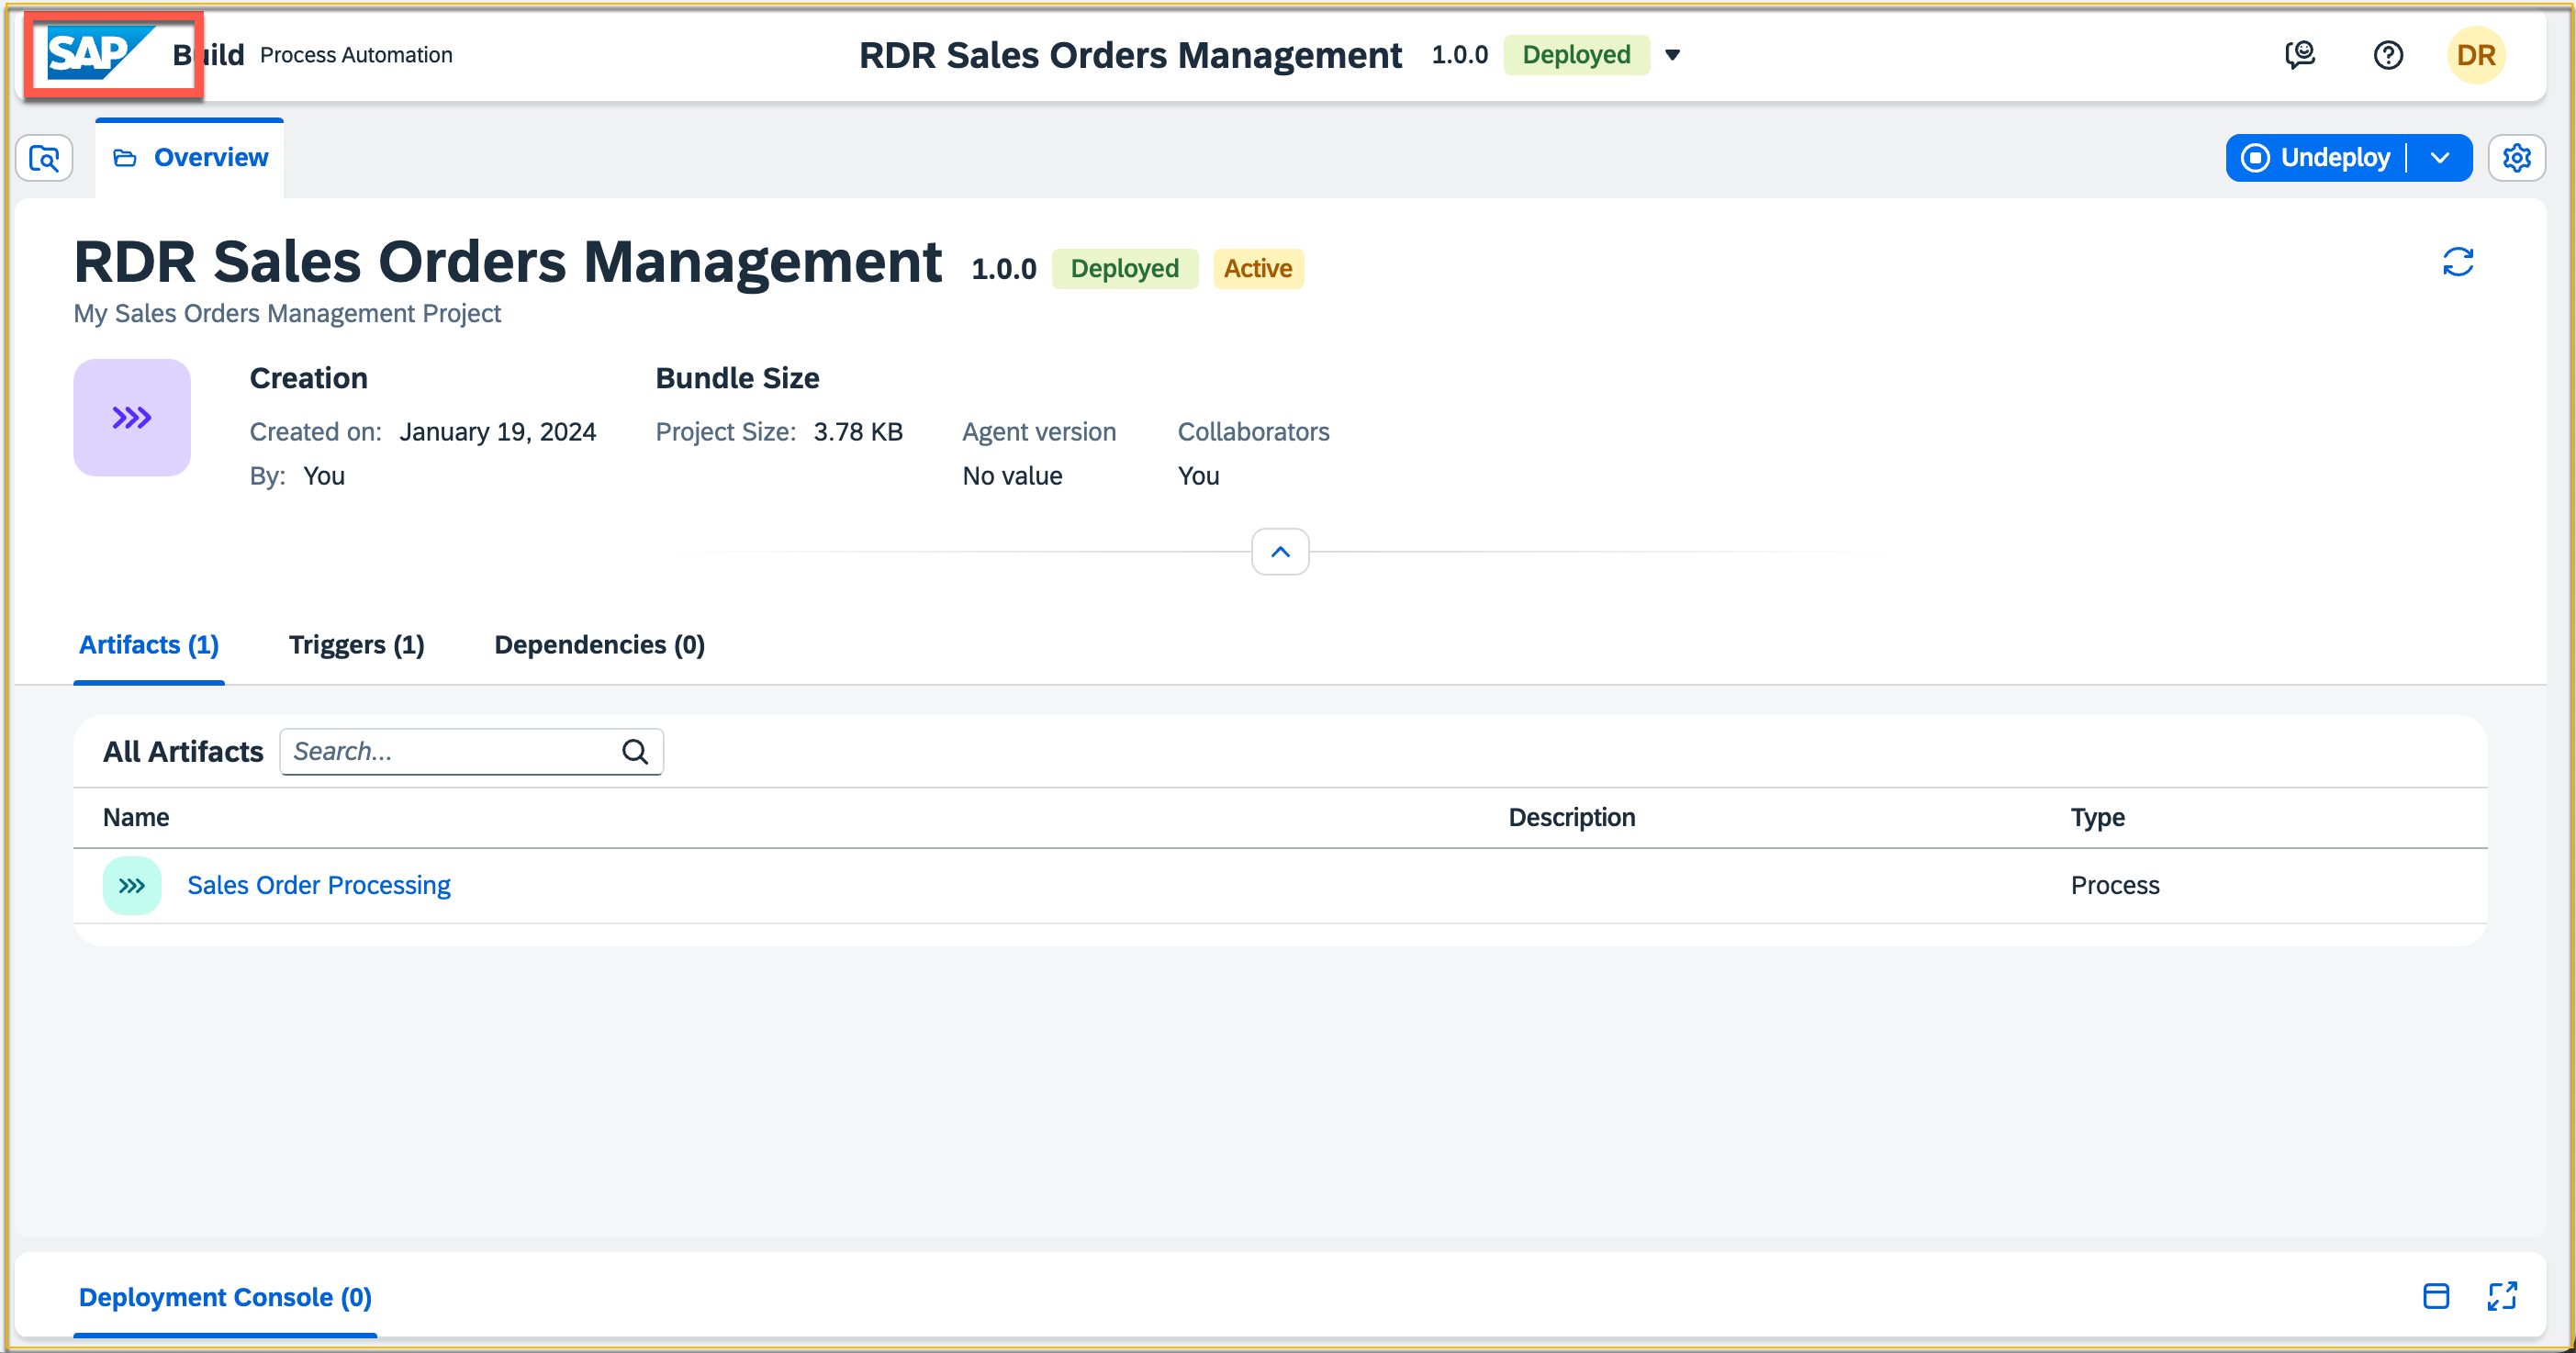 SAP Build Process Automation RDR Sales Orders Management 1.0.0 Deployed DR
Overview Undeploy
RDR Sales Orders Management 1.0.0 Deployed Active
My Sales Orders Management Project
Creation Bundle Size
Created on: January 19, 2024 Project Size: 3.78 KB Agent version Collaborators
By: You No value You
Artifacts (1) Triggers (1) Dependencies (0)
All Artifacts Search...
Name Description Type
Sales Order Processing Process
Deployment Console (0)